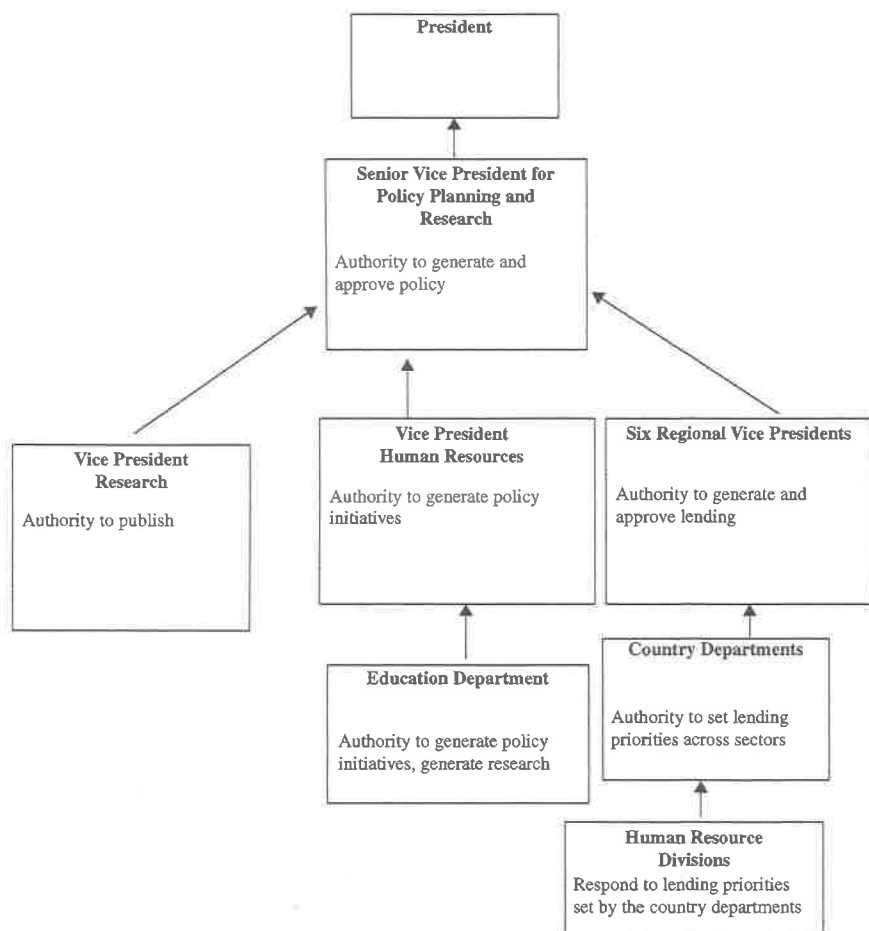 President
Senior Vice President for
Policy Planning and
Research
Authority to generate and
approve policy
Vice President
Research
Authority to publish
Vice President
Human Resources
Authority to generate policy
initiatives
Six Regional Vice Presidents
Authority to generate and
approve lending
Education Department
Authority to generate policy
initiatives, generate research
Country Departments
Authority to set lending
priorities across sectors
Human Resource
Divisions
Respond to lending priorities
set by the country departments